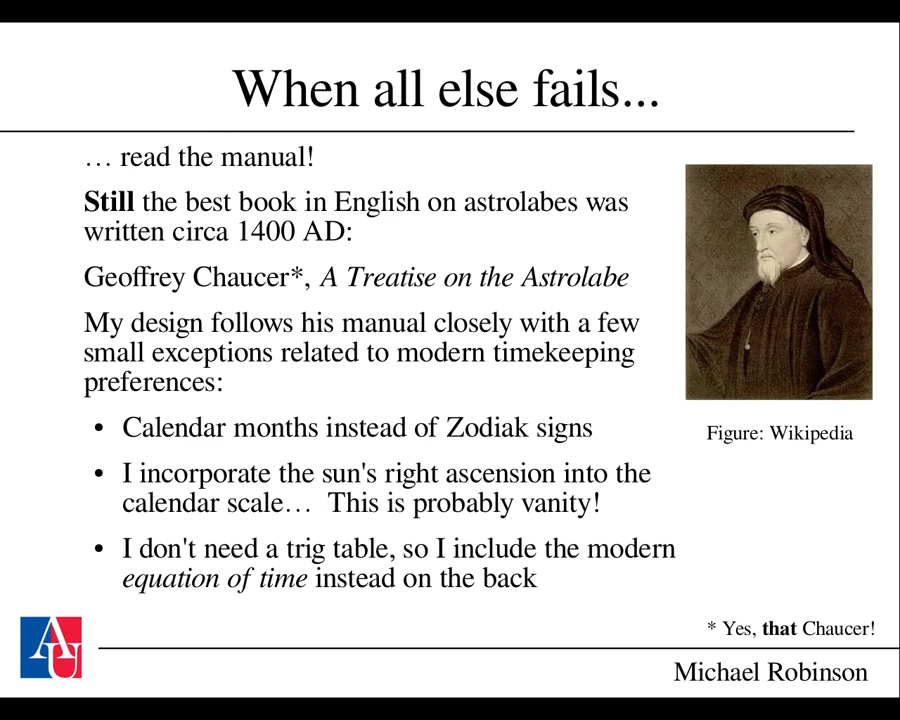 When all else fails...
… read the manual!
Still the best book in English on astrolabes was
written circa 1400 AD:
Geoffrey Chaucer*, A Treatise on the Astrolabe
My design follows his manual closely with a few
small exceptions related to modern timekeeping
preferences:
• Calendar months instead of Zodiak signs
• I incorporate the sun's right ascension into the
calendar scale… This is probably vanity!
• I don't need a trig table, so I include the modern
equation of time instead on the back
Figure: Wikipedia
* Yes, that Chaucer!
AU
Michael Robinson